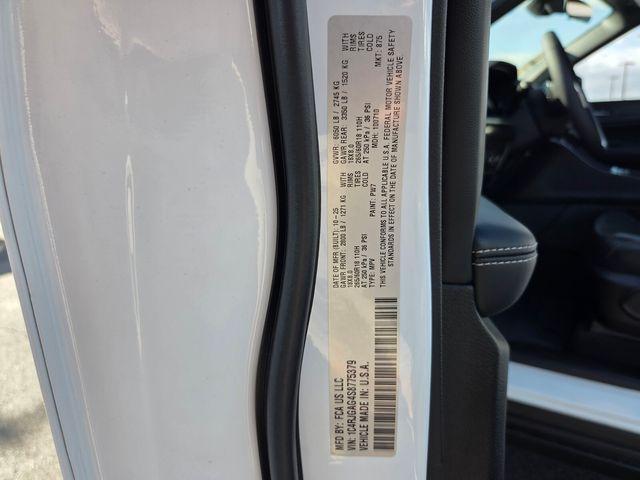 MFD BY: FCA US LLC
DATE OF MFR (BUILT): 10-25
GVWR: 6050 LB / 2745 KG
GAWR FRONT: 2800 LB / 1271 KG
WITH
GAWR REAR: 3350 LB / 1520 KG
WITH
18X8.0
RIMS
18X8.0
RIMS
265/60R18 110H
TIRES
265/60R18 110H
TIRES
AT 250 kPa / 36 PSI
COLD
AT 250 kPa / 36 PSI
COLD
TYPE: MPV
PAINT: PW7
MDH: 100710
MKT: 875
THIS VEHICLE CONFORMS TO ALL APPLICABLE U.S.A. FEDERAL MOTOR VEHICLE SAFETY
STANDARDS IN EFFECT ON THE DATE OF MANUFACTURE SHOWN ABOVE.
VIN: 1C4RJGAG4S8775379
VEHICLE MADE IN: U.S.A.